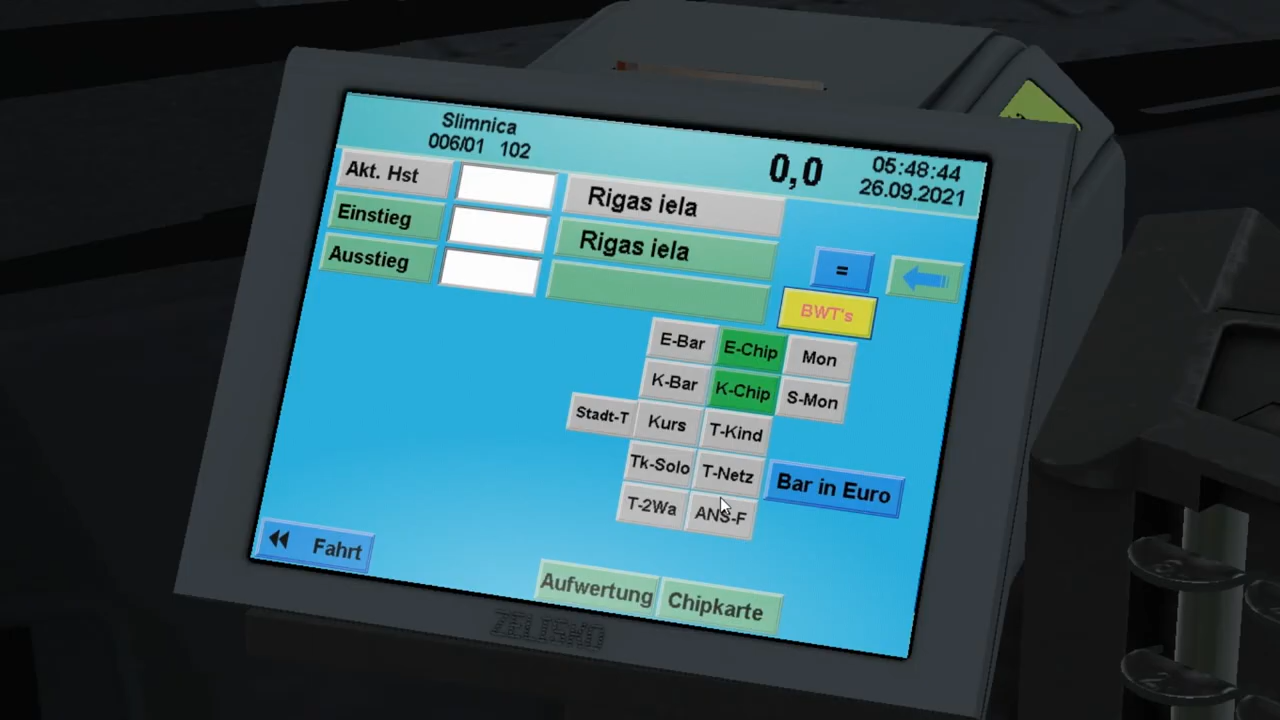 Slimnica
006/01 102
0,0
05:48:44
26.09.2021
Akt. Hst
Rigas iela
Einstieg
Rigas iela
Ausstieg
=
BWT's
E-Bar
E-Chip
Mon
K-Bar
K-Chip
S-Mon
Stadt-T
Kurs
T-Kind
Tk-Solo
T-Netz
Bar in Euro
T-2Wa
ANS-F
Fahrt
Aufwertung
Chipkarte